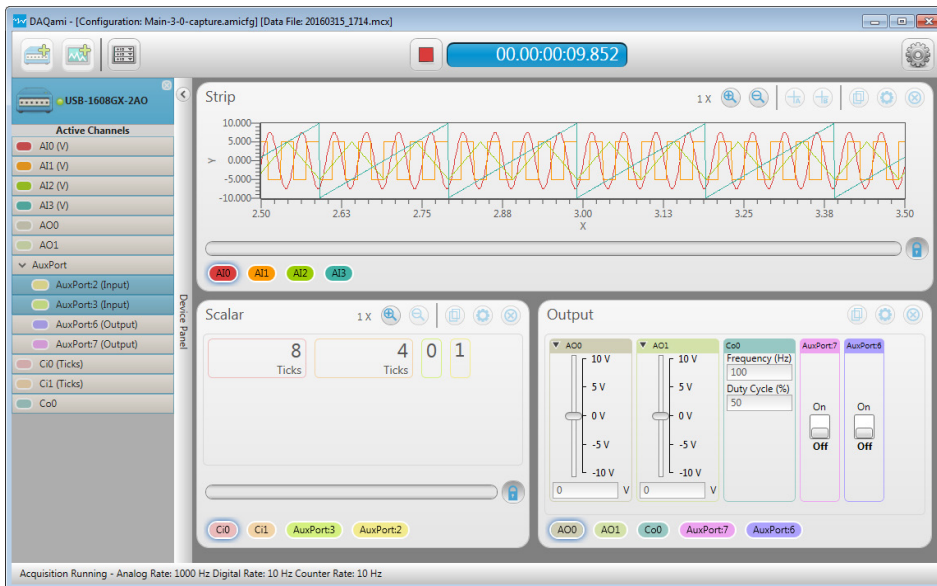 DAQami - [Configuration: Main-3-0-capture.amicfg] [Data File: 20160315_1714.mcx]
00.00:00:09.852
USB-1608GX-2AO
Active Channels
AI0 (V)
AI1 (V)
AI2 (V)
AI3 (V)
AO0
AO1
AuxPort
AuxPort:2 (Input)
AuxPort:3 (Input)
AuxPort:6 (Output)
AuxPort:7 (Output)
Ci0 (Ticks)
Ci1 (Ticks)
Co0
Device Panel
Strip
1 X
10.000
5.000
0.000
-5.000
-10.000
Y
2.50 2.63 2.75 2.88 3.00 3.13 3.25 3.38 3.50
X
AI0 AI1 AI2 AI3
Scalar
1 X
8 4 0 1
Ticks Ticks
Ci0 Ci1 AuxPort:3 AuxPort:2
Output
AO0 AO1 Co0 AuxPort:7 AuxPort:6
10 V 10 V Frequency (Hz)
100
5 V 5 V Duty Cycle (%)
50
0 V 0 V On On
-5 V -5 V Off Off
-10 V -10 V
0 V 0 V
AO0 AO1 Co0 AuxPort:7 AuxPort:6
Acquisition Running - Analog Rate: 1000 Hz Digital Rate: 10 Hz Counter Rate: 10 Hz